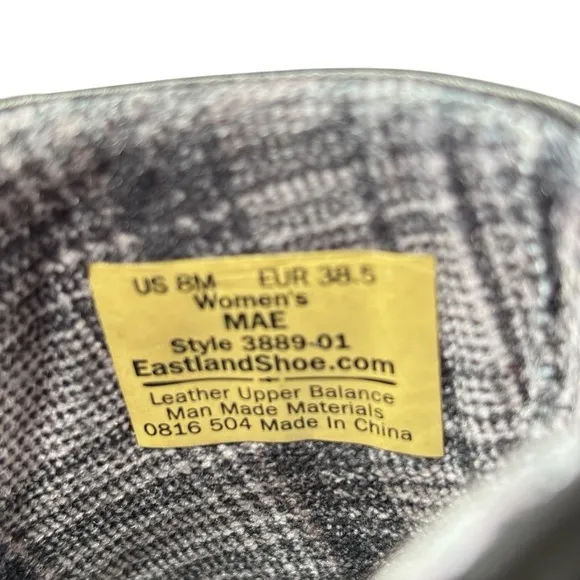 US 8M EUR 38.5
Women's
MAE
Style 3889-01
EastlandShoe.com
Leather Upper Balance
Man Made Materials
0816 504 Made In China